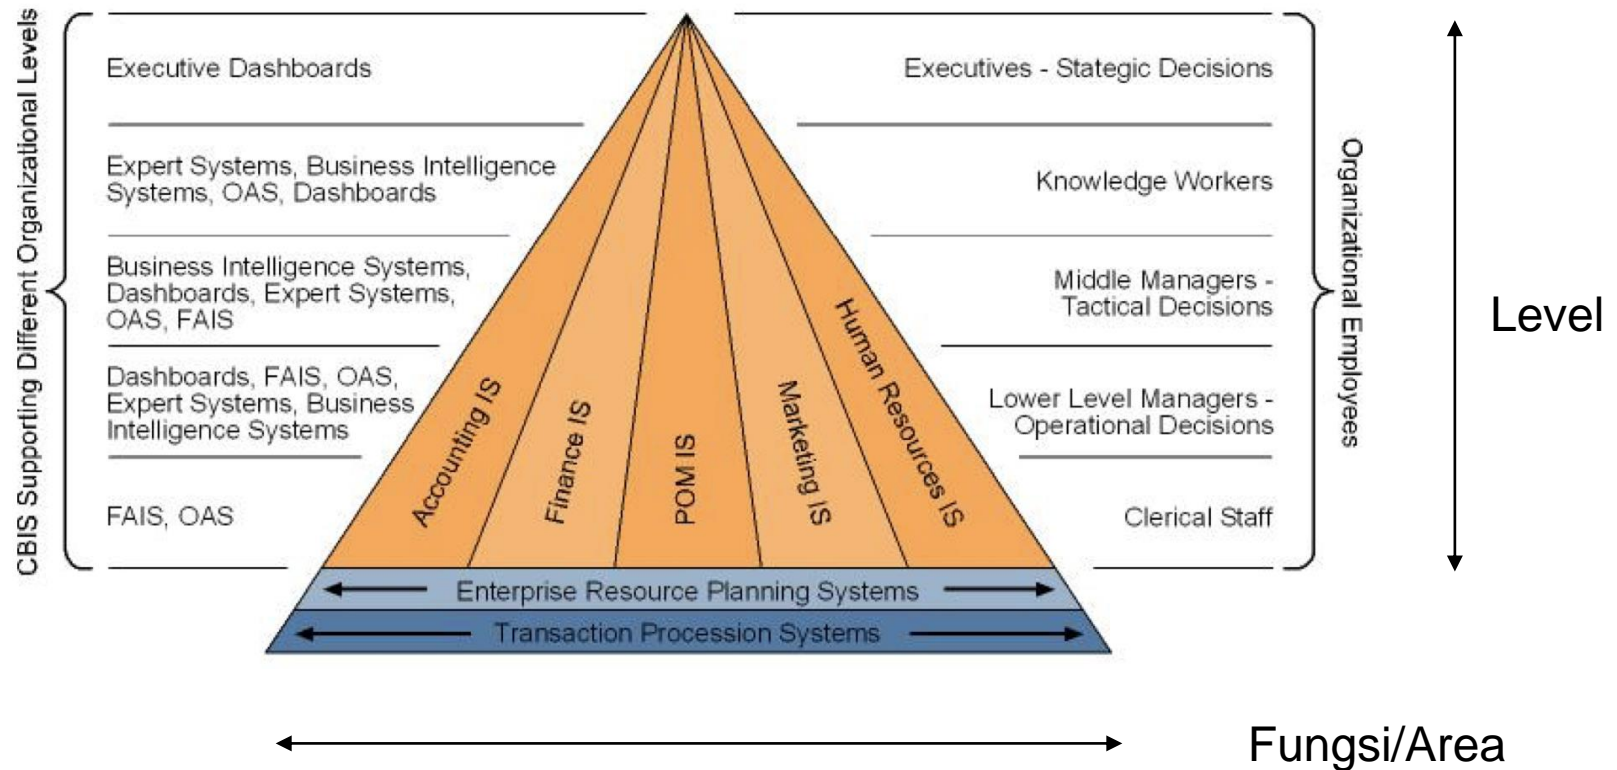 CBIS Supporting Different Organizational Levels
Executive Dashboards
Expert Systems, Business Intelligence
Systems, OAS, Dashboards
Business Intelligence Systems,
Dashboards, Expert Systems,
OAS, FAIS
Dashboards, FAIS, OAS,
Expert Systems, Business
Intelligence Systems
FAIS, OAS
Accounting IS
Finance IS
POM IS
Marketing IS
Human Resources IS
Enterprise Resource Planning Systems
Transaction Procession Systems
Executives - Stategic Decisions
Knowledge Workers
Middle Managers -
Tactical Decisions
Lower Level Managers -
Operational Decisions
Clerical Staff
Organizational Employees
Level
Fungsi/Area